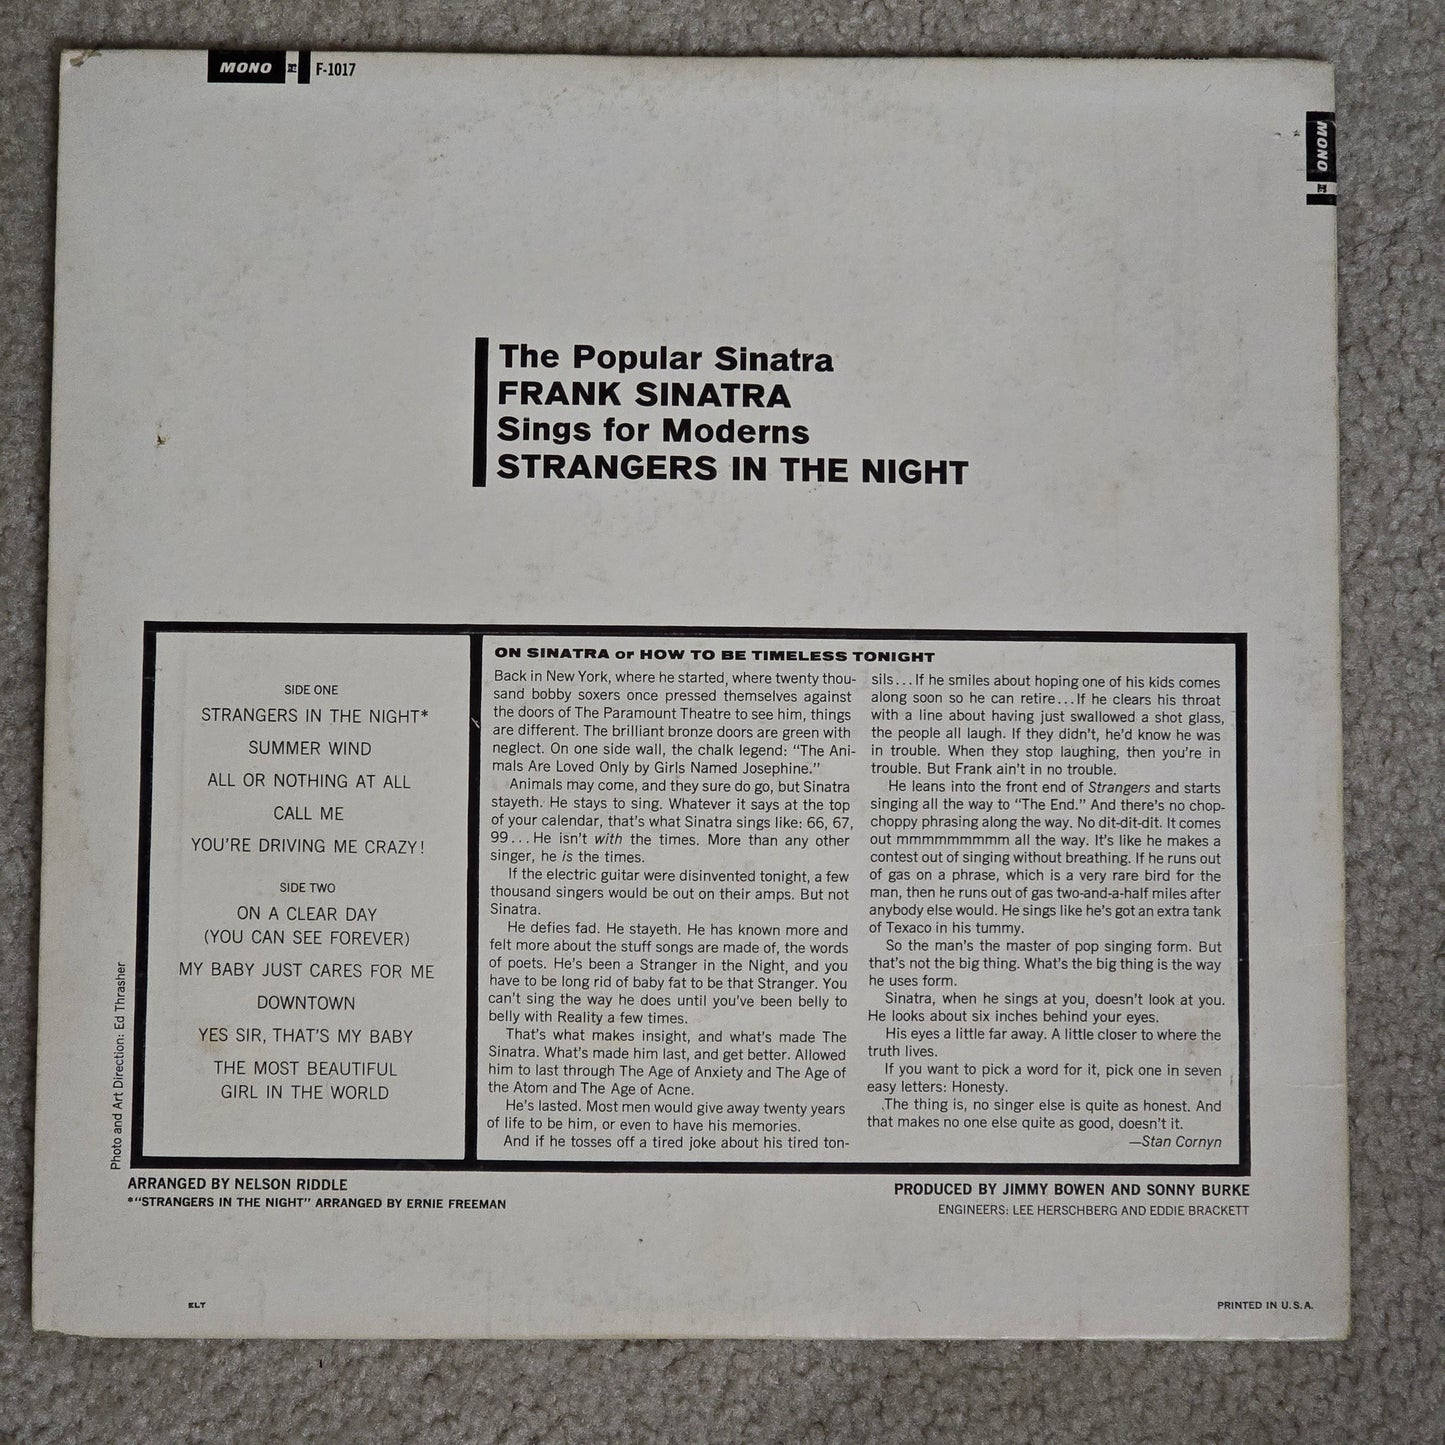 MONO
F-1017
MONO
The Popular Sinatra
FRANK SINATRA
Sings for Moderns
STRANGERS IN THE NIGHT
SIDE ONE
STRANGERS IN THE NIGHT*
SUMMER WIND
ALL OR NOTHING AT ALL
CALL ME
YOU'RE DRIVING ME CRAZY!
SIDE TWO
ON A CLEAR DAY
(YOU CAN SEE FOREVER)
MY BABY JUST CARES FOR ME
DOWNTOWN
YES SIR, THAT'S MY BABY
THE MOST BEAUTIFUL
GIRL IN THE WORLD
ON SINATRA or HOW TO BE TIMELESS TONIGHT
Back in New York, where he started, where twenty thou-
sand bobby soxers once pressed themselves against
the doors of The Paramount Theatre to see him, things
are different. The brilliant bronze doors are green with
neglect. On one side wall, the chalk legend: "The Ani-
mals Are Loved Only by Girls Named Josephine."
Animals may come, and they sure do go, but Sinatra
stayeth. He stays to sing. Whatever it says at the top
of your calendar, that's what Sinatra sings like: 66, 67,
99... He isn't with the times. More than any other
singer, he is the times.
If the electric guitar were disinvented tonight, a few
thousand singers would be out on their amps. But not
Sinatra.
He defies fad. He stayeth. He has known more and
felt more about the stuff songs are made of, the words
of poets. He's been a Stranger in the Night, and you
have to be long rid of baby fat to be that Stranger. You
can't sing the way he does until you've been belly to
belly with Reality a few times.
That's what makes insight, and what's made The
Sinatra. What's made him last, and get better. Allowed
him to last through The Age of Anxiety and The Age of
the Atom and The Age of Acne.
He's lasted. Most men would give away twenty years
of life to be him, or even to have his memories.
And if he tosses off a tired joke about his tired ton-
sils... If he smiles about hoping one of his kids comes
along soon so he can retire... If he clears his throat
with a line about having just swallowed a shot glass,
the people all laugh. If they didn't, he'd know he was
in trouble. When they stop laughing, then you're in
trouble. But Frank ain't in no trouble.
He leans into the front end of Strangers and starts
singing all the way to "The End." And there's no chop-
choppy phrasing along the way. No dit-dit-dit. It comes
out mmmmmmmmm all the way. It's like he makes a
contest out of singing without breathing. If he runs out
of gas on a phrase, which is a very rare bird for the
man, then he runs out of gas two-and-a-half miles after
anybody else would. He sings like he's got an extra tank
of Texaco in his tummy.
So the man's the master of pop singing form. But
that's not the big thing. What's the big thing is the way
he uses form.
Sinatra, when he sings at you, doesn't look at you.
He looks about six inches behind your eyes.
His eyes a little far away. A little closer to where the
truth lives.
If you want to pick a word for it, pick one in seven
easy letters: Honesty.
The thing is, no singer else is quite as honest. And
that makes no one else quite as good, doesn't it.
—Stan Cornyn
Photo and Art Direction: Ed Thrasher
ARRANGED BY NELSON RIDDLE
*"STRANGERS IN THE NIGHT" ARRANGED BY ERNIE FREEMAN
PRODUCED BY JIMMY BOWEN AND SONNY BURKE
ENGINEERS: LEE HERSCHBERG AND EDDIE BRACKETT
ELT
PRINTED IN U.S.A.